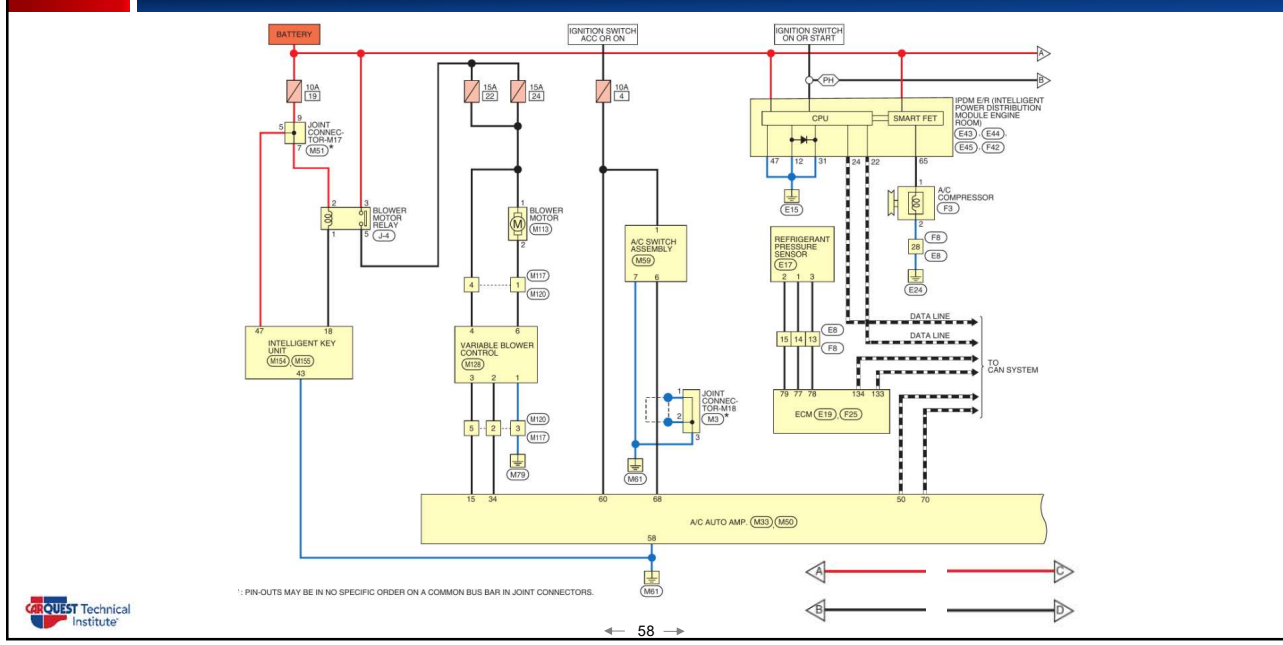 BATTERY
IGNITION SWITCH
ACC OR ON
IGNITION SWITCH
ON OR START
A
B
PH
10A
19
15A
22
15A
24
10A
4
IPDM E/R (INTELLIGENT
POWER DISTRIBUTION
MODULE ENGINE
ROOM)
E43, E44,
E45, F42
CPU
SMART FET
47 12 31 24 22 65
E15
5 9
JOINT
CONNEC-
TOR-M17
7 M51 *
2 3
BLOWER
MOTOR
RELAY
J-4
1 5
1
BLOWER
MOTOR
M113
M
2
A/C
COMPRESSOR
F3
1
2
F8
28
E8
E24
1
A/C SWITCH
ASSEMBLY
M59
7 6
REFRIGERANT
PRESSURE
SENSOR
E17
2 1 3
4 1
M117
M120
E8
15 14 13
F8
DATA LINE
DATA LINE
TO
CAN SYSTEM
47 18
INTELLIGENT KEY
UNIT
M154, M155
43
4 6
VARIABLE BLOWER
CONTROL
M128
3 2 1
1
JOINT
CONNEC-
TOR-M18
2 M3 *
3
79 77 78 134 133
ECM E19, F25
5 2 3
M120
M117
M79
M61
15 34 60 68 50 70
A/C AUTO AMP. M33, M50
58
M61
A C
B D
* : PIN-OUTS MAY BE IN NO SPECIFIC ORDER ON A COMMON BUS BAR IN JOINT CONNECTORS.
CARQUEST Technical
Institute
58